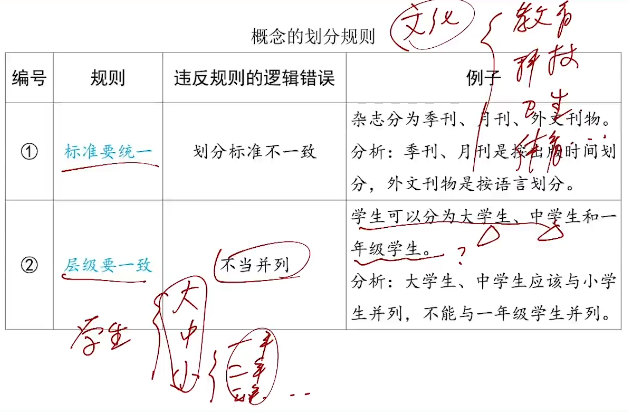 概念的划分规则
文化
教育
科技
卫生
体育
编号 规则 违反规则的逻辑错误 例子
① 标准要统一 划分标准不一致
杂志分为季刊、月刊、外文刊物。
分析：季刊、月刊是按出版时间划
分，外文刊物是按语言划分。
② 层级要一致 不当并列
学生可以分为大学生、中学生和一
年级学生。
?
分析：大学生、中学生应该与小学
生并列，不能与一年级学生并列。
学生
大
中
小
一年
二年